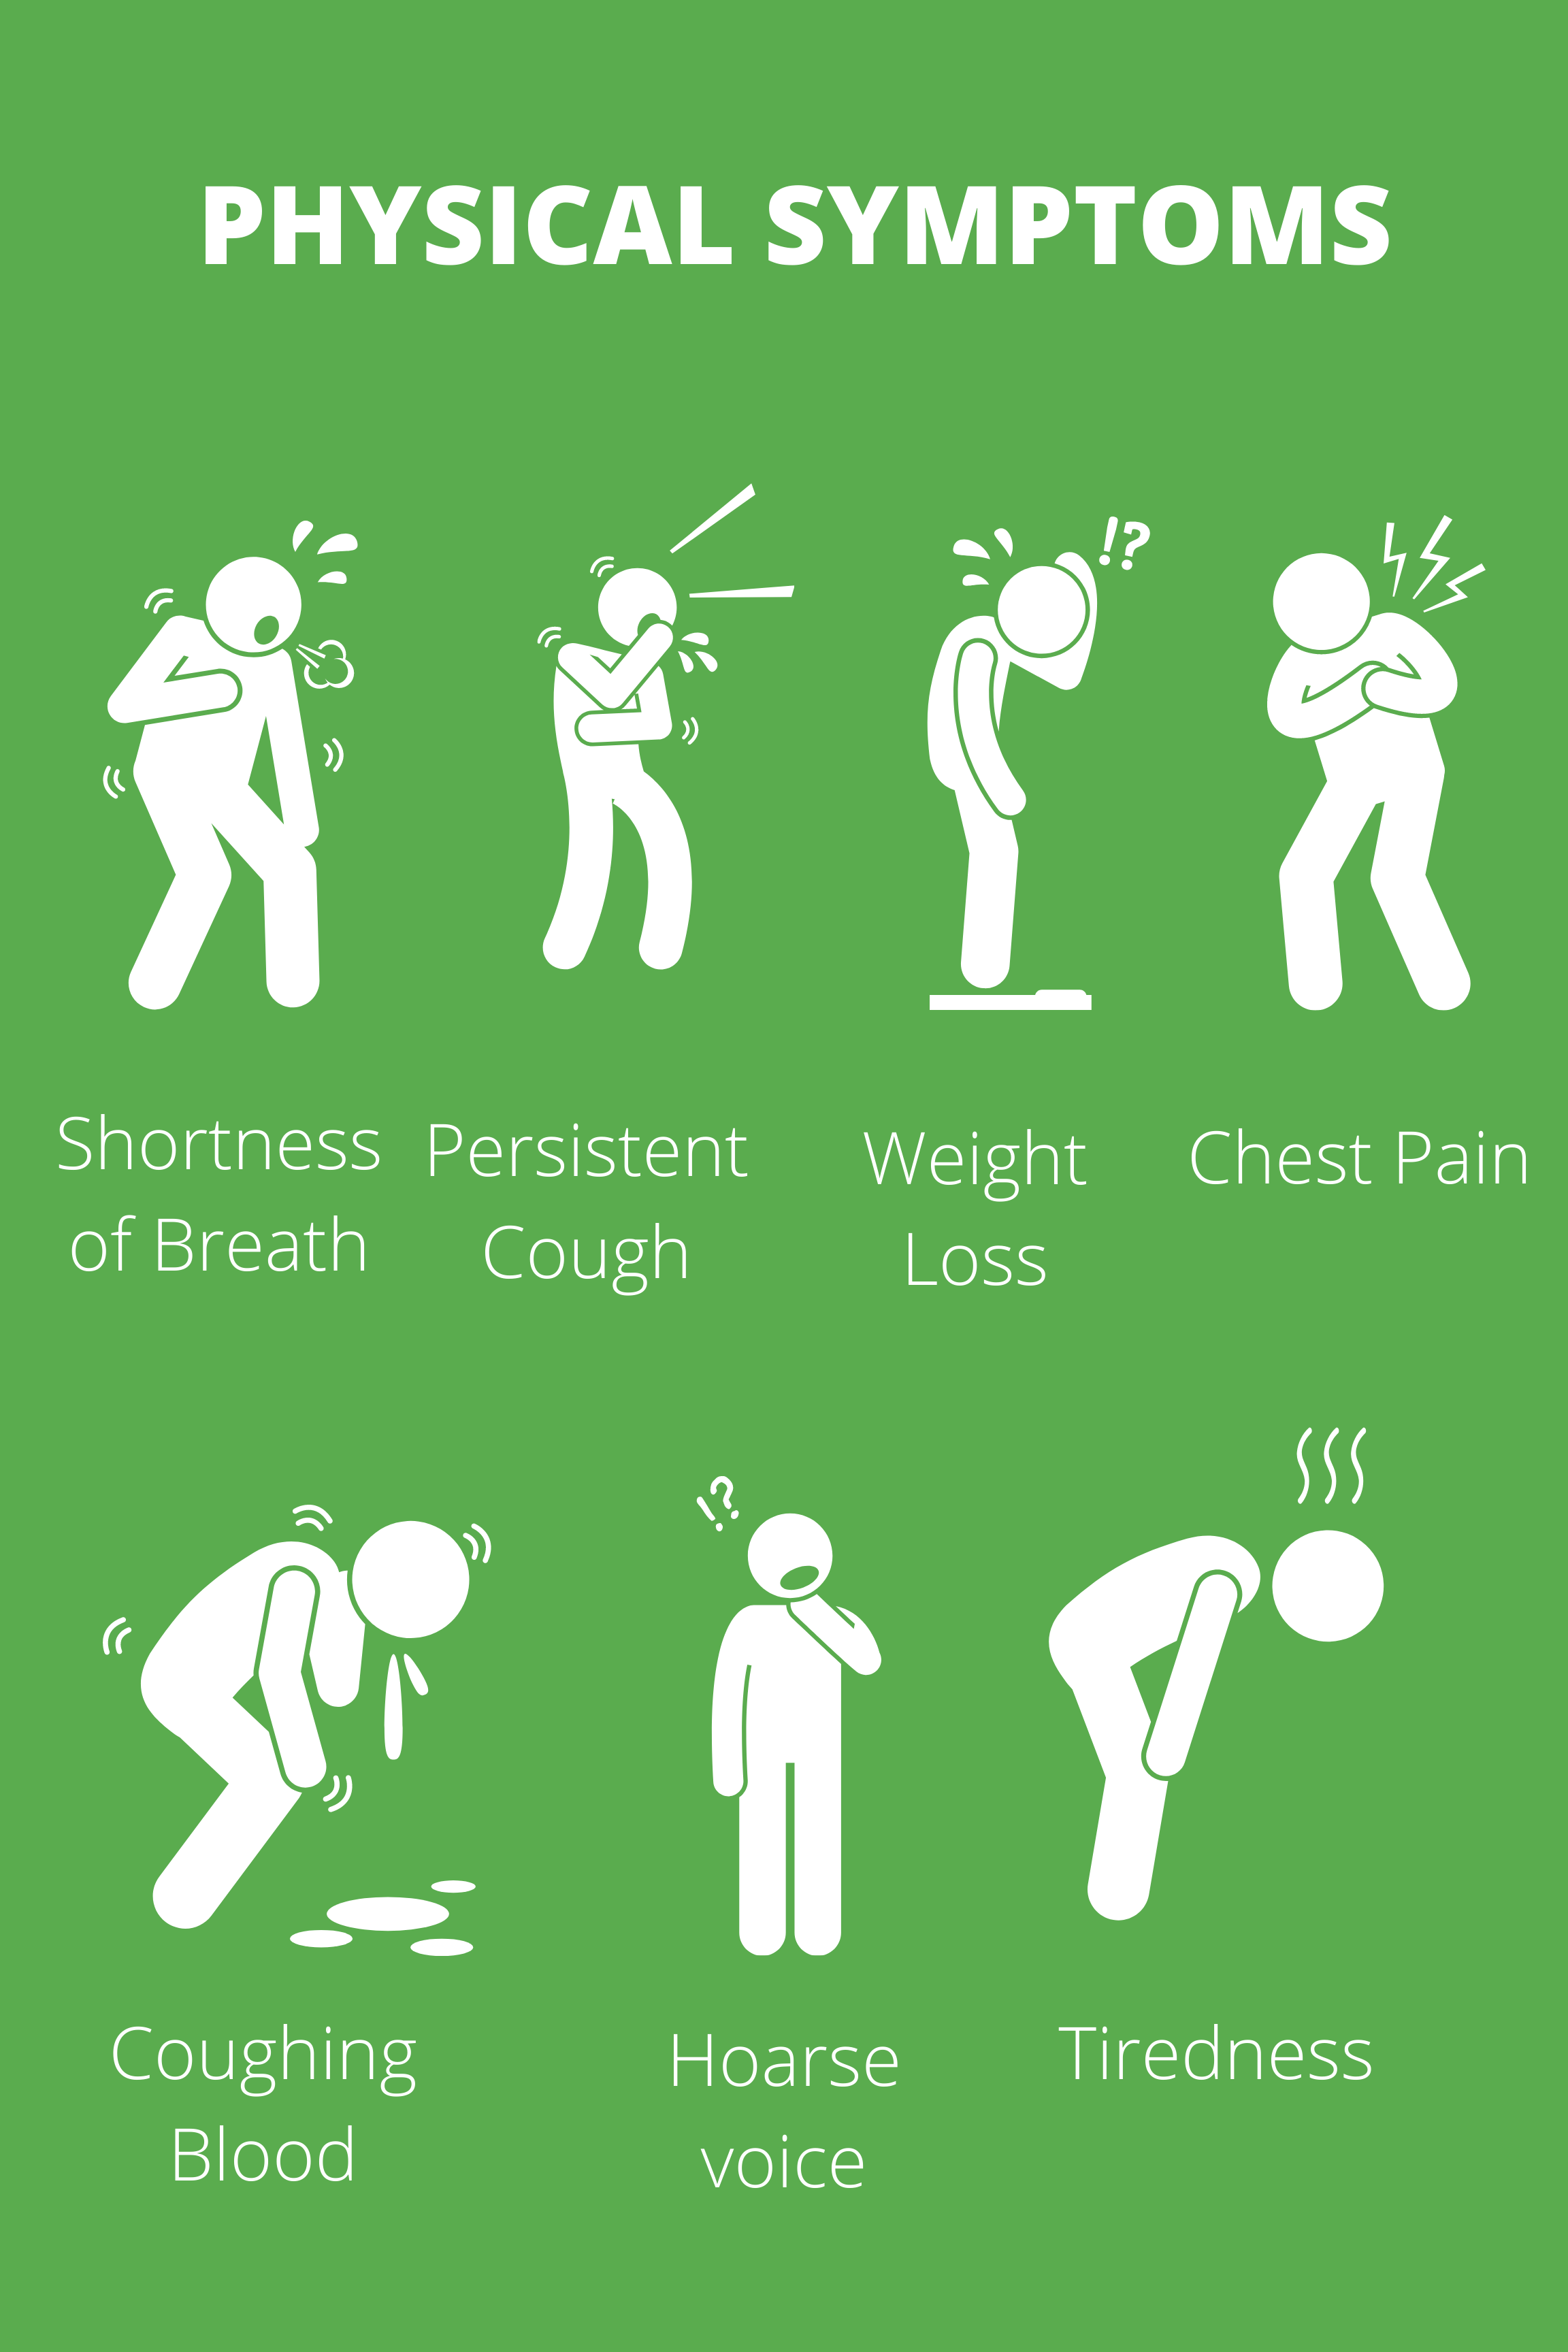 PHYSICAL SYMPTOMS
!?
Shortness
of Breath
Persistent
Cough
Weight
Loss
Chest Pain
!?
Coughing
Blood
Hoarse
voice
Tiredness